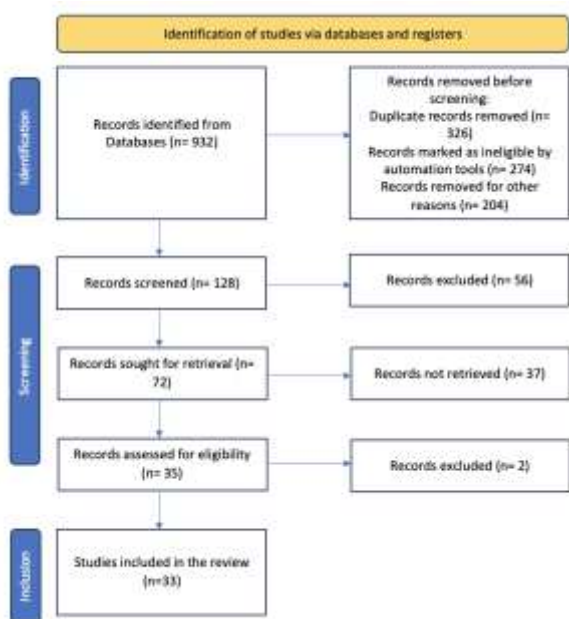 Identification of studies via databases and registers
Identification
Records identified from
Databases (n= 932)
Records removed before
screening:
Duplicate records removed (n=
326)
Records marked as ineligible by
automation tools (n= 274)
Records removed for other
reasons (n= 204)
Screening
Records screened (n= 128)
Records excluded (n= 56)
Records sought for retrieval (n=
72)
Records not retrieved (n= 37)
Records assessed for eligibility
(n= 35)
Records excluded (n= 2)
Inclusion
Studies included in the review
(n=33)